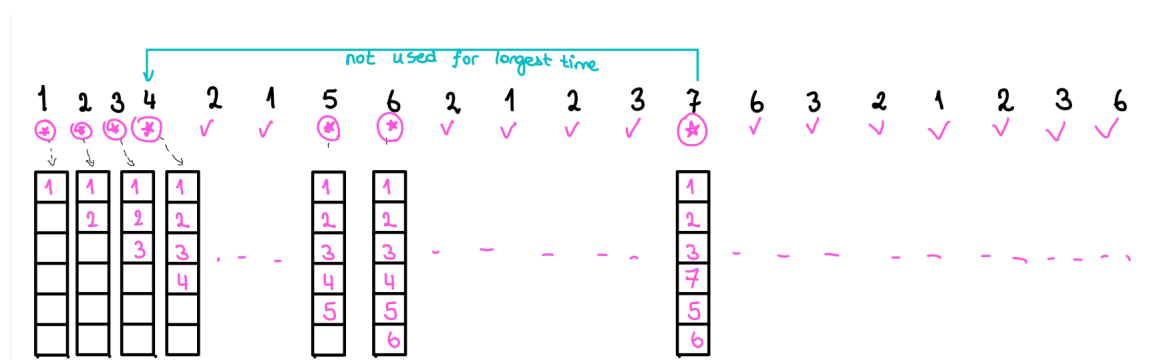 not used for longest time
1 2 3 4 2 1 5 6 2 1 2 3 7 6 3 2 1 2 3 6
1 1 1 1 1 1 1
2 2 2 2 2 2
3 3 3 3 3
4 4 4 7
5 5 5
6 6